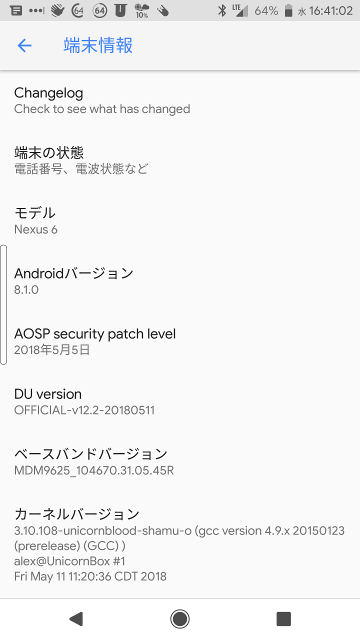 64 64 10% LTE 64% 水 16:41:02
端末情報
Changelog
Check to see what has changed
端末の状態
電話番号、電波状態など
モデル
Nexus 6
Androidバージョン
8.1.0
AOSP security patch level
2018年5月5日
DU version
OFFICIAL-v12.2-20180511
ベースバンドバージョン
MDM9625_104670.31.05.45R
カーネルバージョン
3.10.108-unicornblood-shamu-o (gcc version 4.9.x 20150123
(prerelease) (GCC) )
alex@UnicornBox #1
Fri May 11 11:20:36 CDT 2018